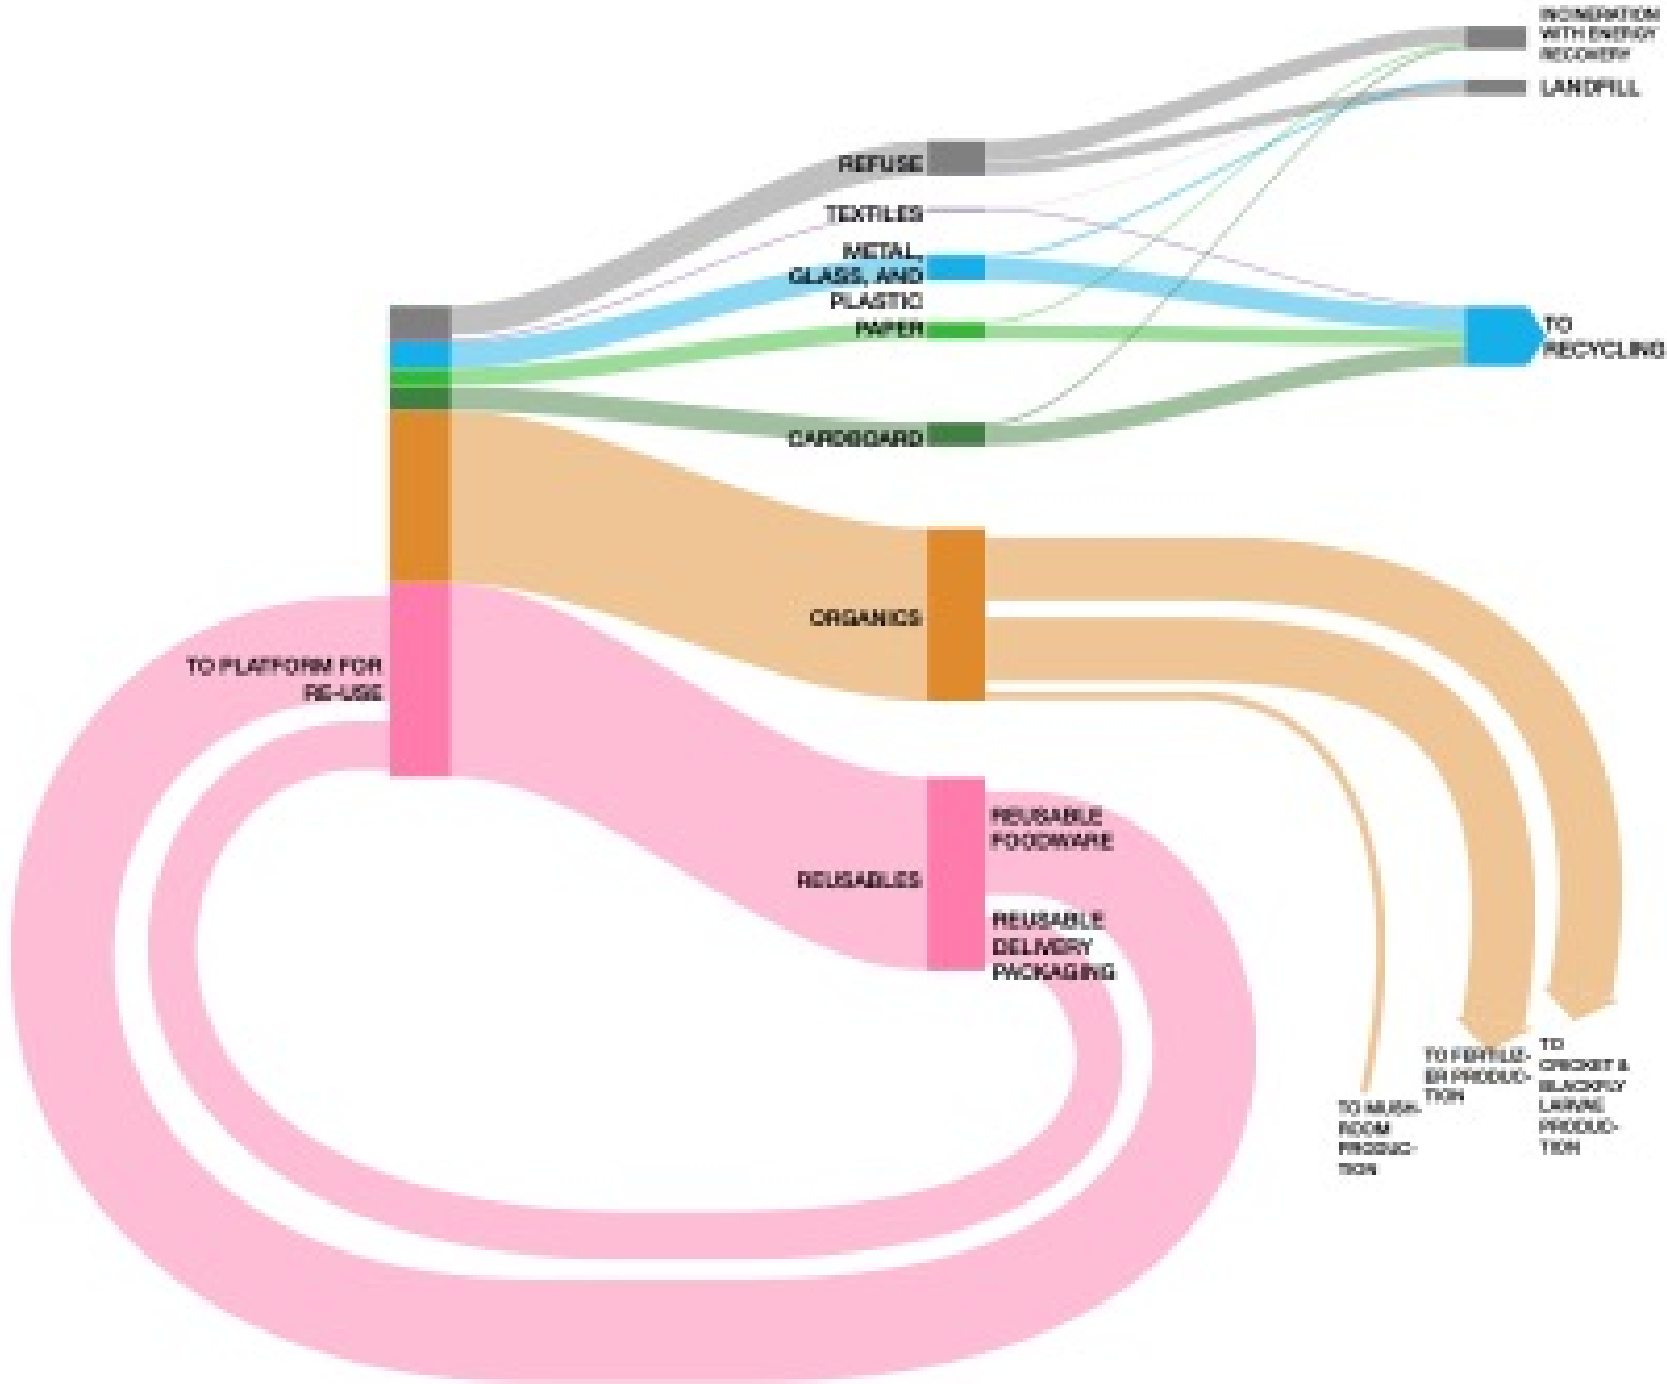 INCINERATION
WITH ENERGY
RECOVERY
LANDFILL
REFUSE
TEXTILES
METAL,
GLASS, AND
PLASTIC
PAPER
TO
RECYCLING
CARDBOARD
ORGANICS
TO PLATFORM FOR
RE-USE
REUSABLE
FOODWARE
REUSABLES
REUSABLE
DELIVERY
PACKAGING
TO MUSH-
ROOM
PRODUC-
TION
TO FERTILIZ-
ER PRODUC-
TION
TO
CRICKET &
BLACKFLY
LARVAE
PRODUC-
TION